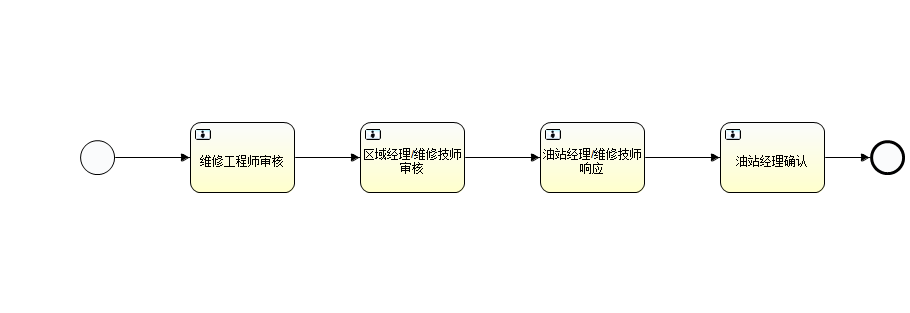 维修工程师审核
区域经理/维修技师
审核
油站经理/维修技师
响应
油站经理确认